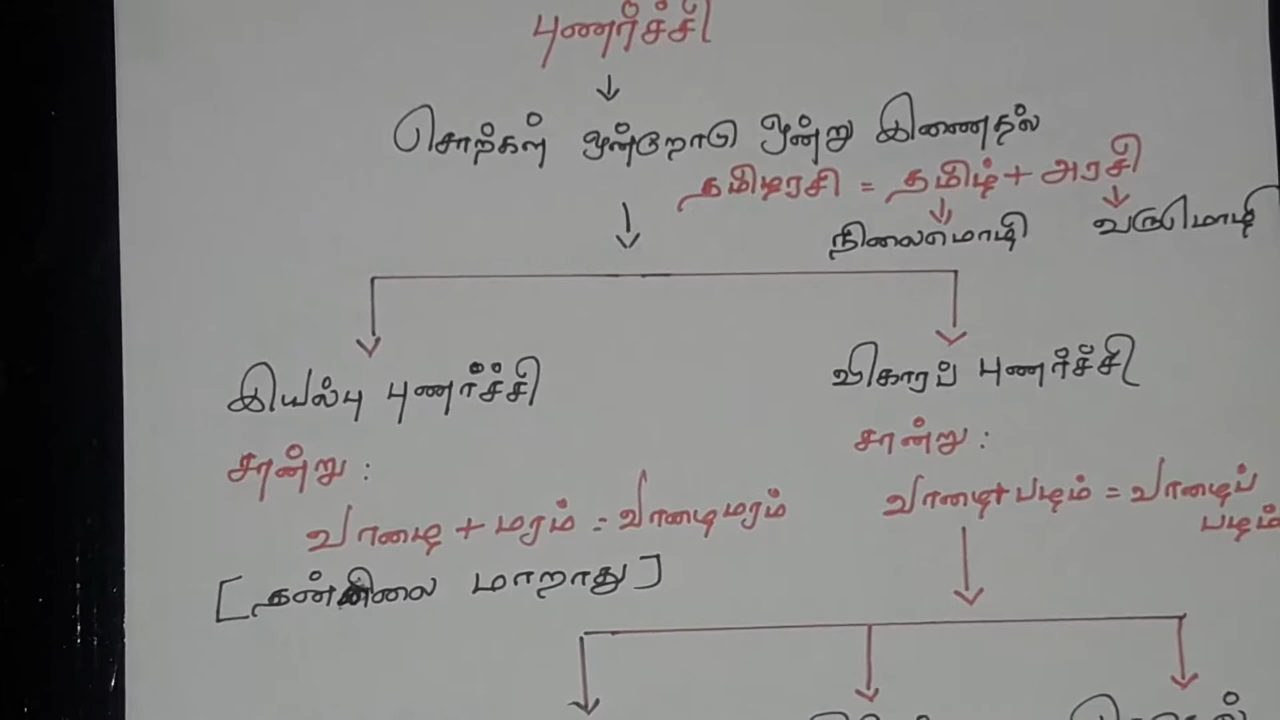 புணர்ச்சி
சொற்கள் ஒன்றோடு ஒன்று இணைதல்
தமிழரசி = தமிழ் + அரசி
நிலைமொழி வருமொழி
இயல்பு புணர்ச்சி
விகாரப் புணர்ச்சி
சான்று :
சான்று :
வாழை + மரம் = வாழைமரம்
வாழை + பழம் = வாழைப்
பழம்
[தன்னிலை மாறாது]